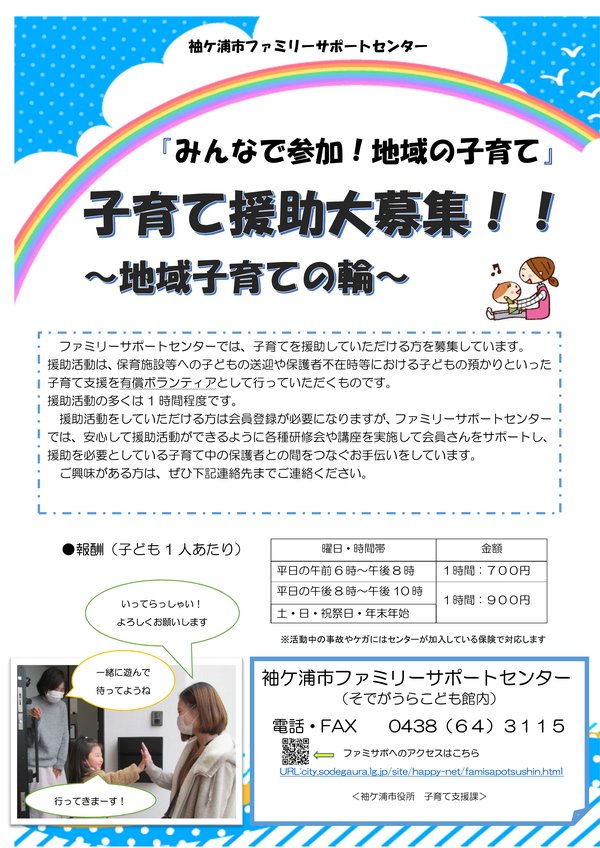 袖ケ浦市ファミリーサポートセンター
『みんなで参加！地域の子育て』
子育て援助大募集！！
～地域子育ての輪～
ファミリーサポートセンターでは、子育てを援助していただける方を募集しています。
援助活動は、保育施設等への子どもの送迎や保護者不在時等における子どもの預かりといった
子育て支援を有償ボランティアとして行っていただくものです。
援助活動の多くは１時間程度です。
援助活動をしていただける方は会員登録が必要になりますが、ファミリーサポートセンター
では、安心して援助活動ができるように各種研修会や講座を実施して会員さんをサポートし、
援助を必要としている子育て中の保護者との間をつなぐお手伝いをしています。
ご興味がある方は、ぜひ下記連絡先までご連絡ください。
●報酬（子ども１人あたり）
曜日・時間帯 金額
平日の午前６時～午後８時 １時間：７００円
平日の午後８時～午後１０時 １時間：９００円
土・日・祝祭日・年末年始
※活動中の事故やケガにはセンターが加入している保険で対応します
いってらっしゃい！
よろしくお願いします
一緒に遊んで
待ってようね
行ってきまーす！
袖ケ浦市ファミリーサポートセンター
（そでがうらこども館内）
電話・FAX 0438（64）3115
ファミサポへのアクセスはこちら
URL:city.sodegaura.lg.jp/site/happy-net/famisapotsushin.html
＜袖ケ浦市役所 子育て支援課＞